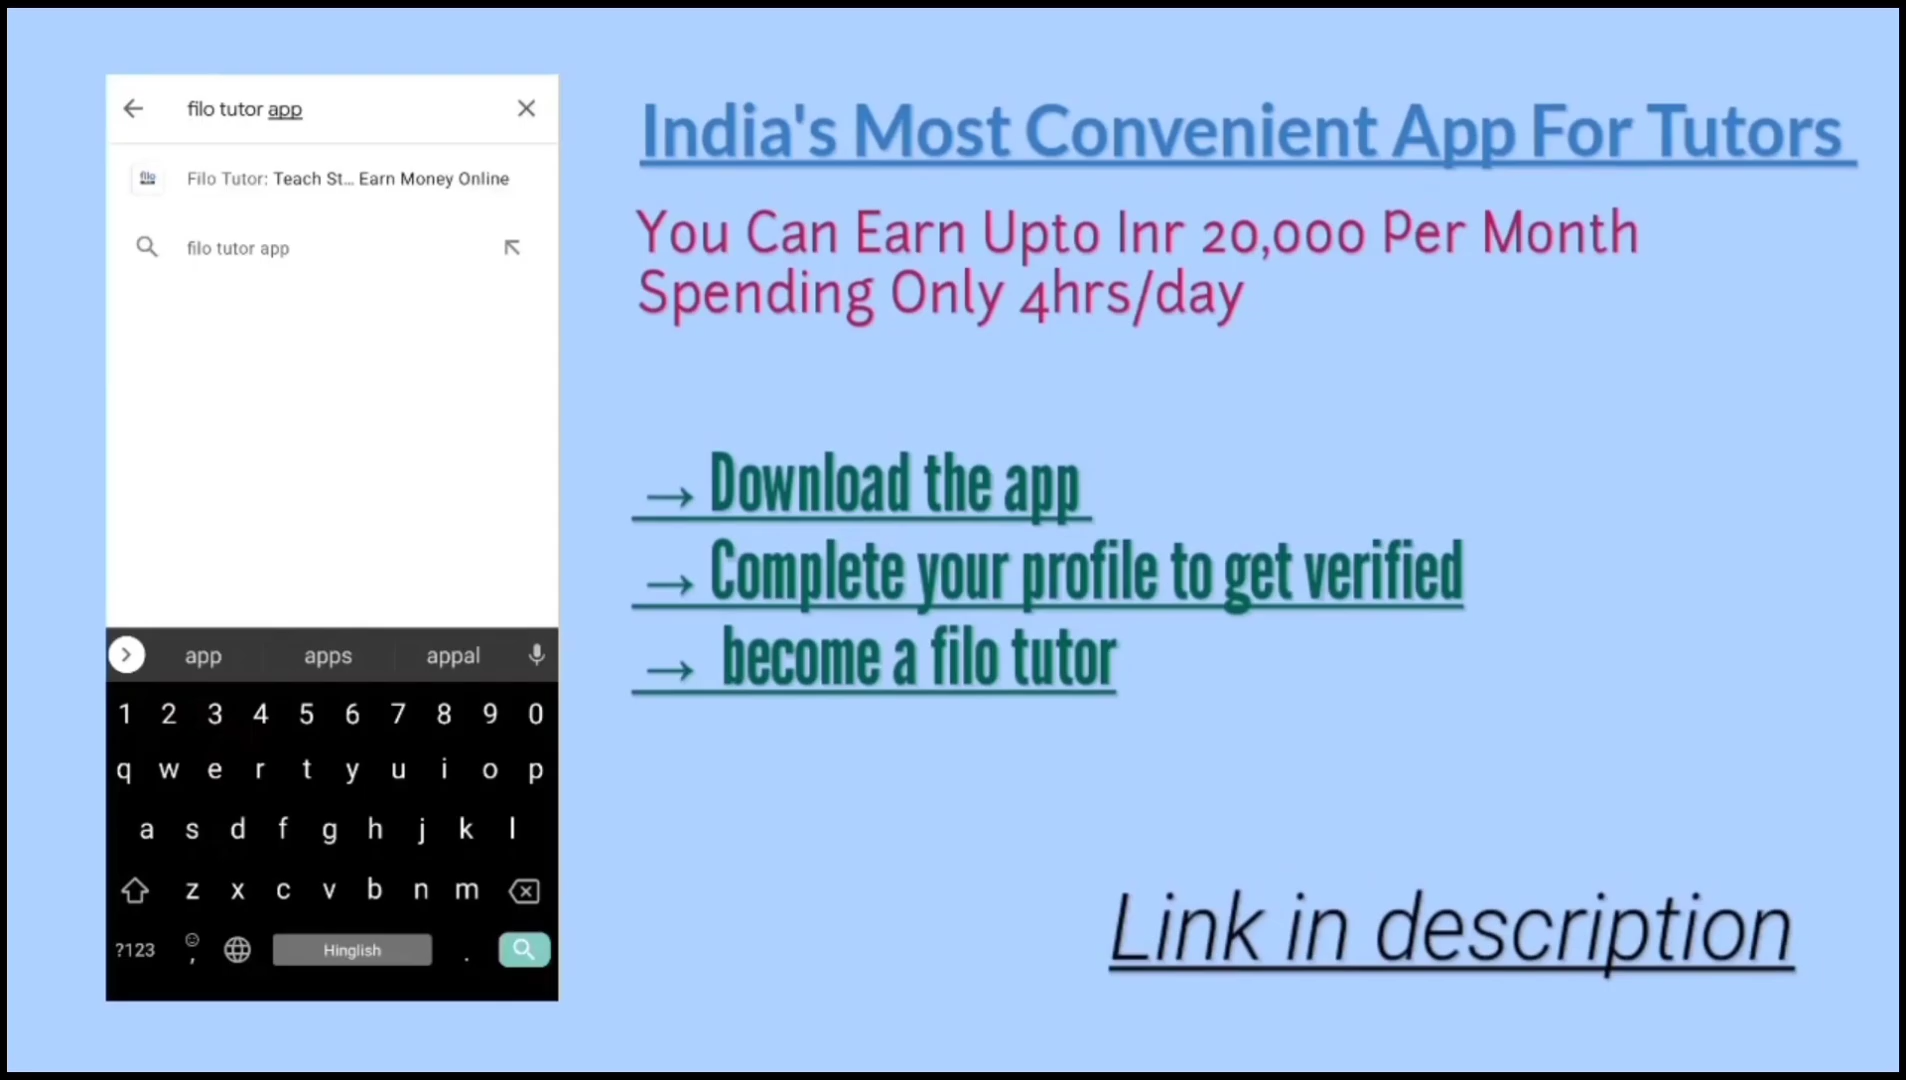 filo tutor app
Filo Tutor: Teach St... Earn Money Online
filo tutor app
app apps appal
1 2 3 4 5 6 7 8 9 0
q w e r t y u i o p
a s d f g h j k l
z x c v b n m
?123 , Hinglish .
India's Most Convenient App For Tutors
You Can Earn Upto Inr 20,000 Per Month
Spending Only 4hrs/day
→ Download the app
→ Complete your profile to get verified
→ become a filo tutor
Link in description